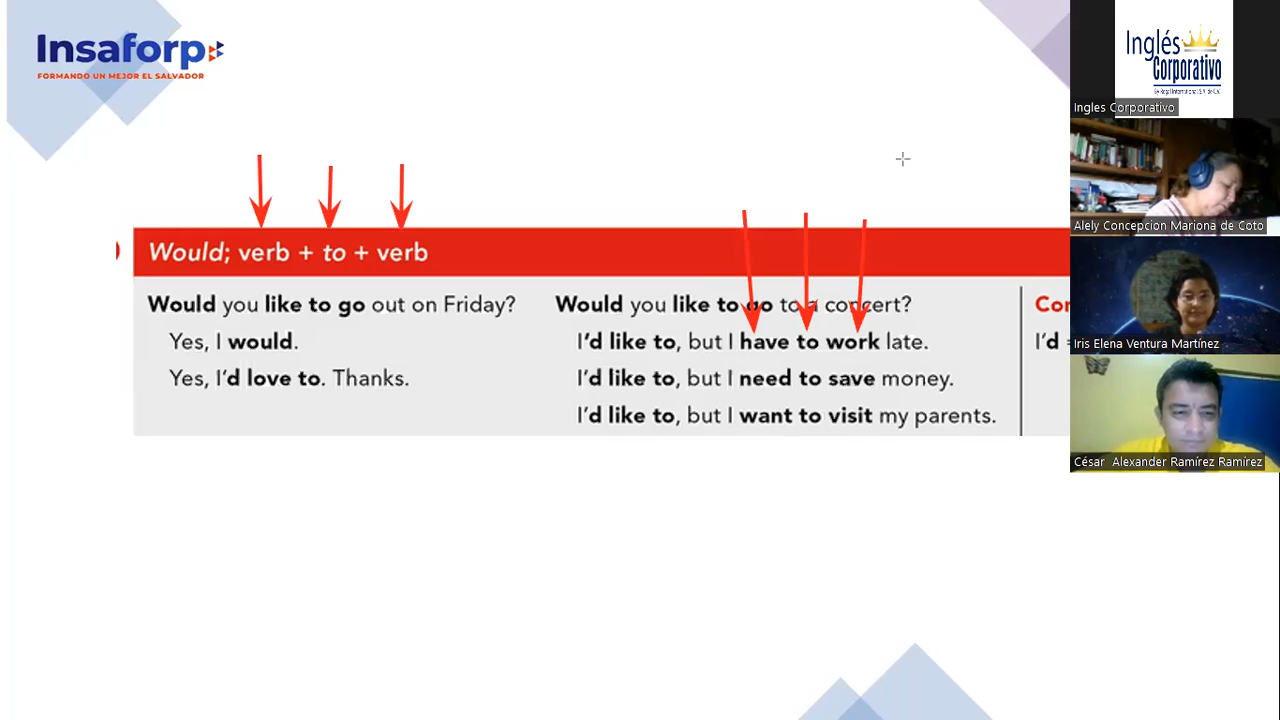 Insaforp
FORMANDO UN MEJOR EL SALVADOR
Would; verb + to + verb
Would you like to go out on Friday?
Yes, I would.
Yes, I'd love to. Thanks.
Would you like to go to a concert?
I'd like to, but I have to work late.
I'd like to, but I need to save money.
I'd like to, but I want to visit my parents.
Con
I'd =
Inglés
Corporativo
Ingles Corporativo
Alely Concepcion Mariona de Coto
Iris Elena Ventura Martínez
César Alexander Ramírez Ramírez